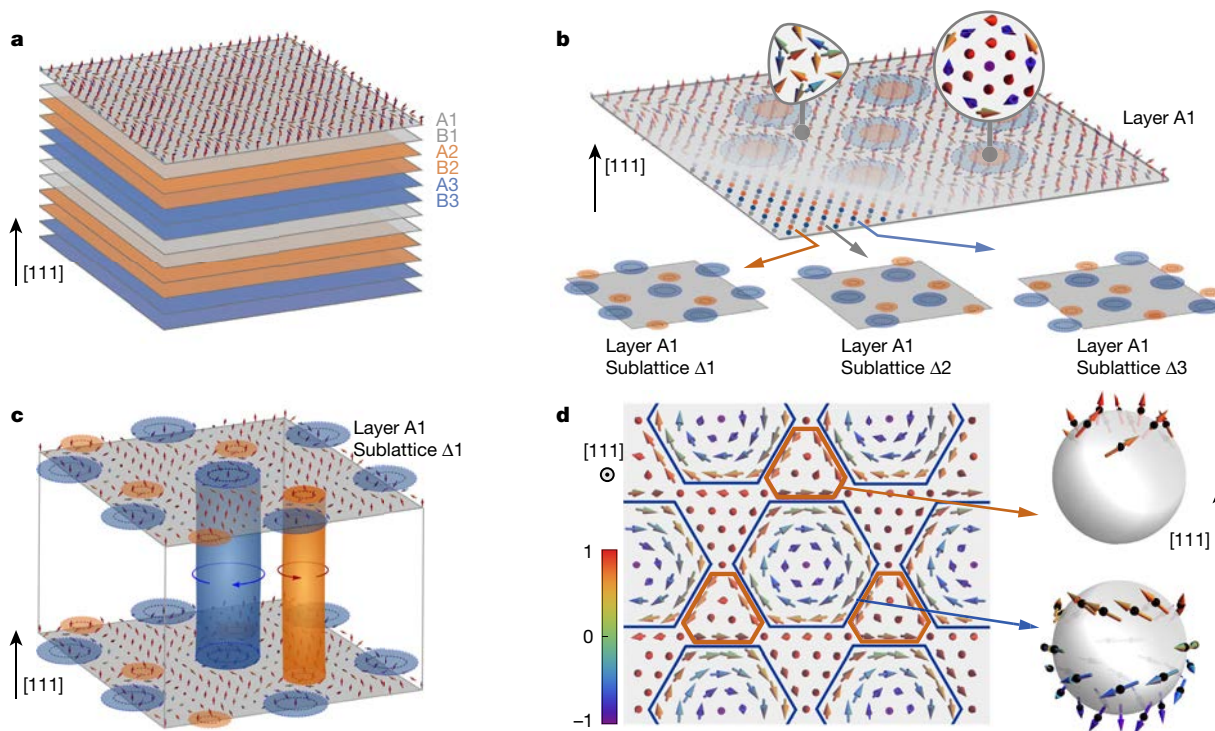 a
A1
B1
A2
B2
A3
B3
[111]
b
Layer A1
[111]
Layer A1
Sublattice Δ1
Layer A1
Sublattice Δ2
Layer A1
Sublattice Δ3
c
Layer A1
Sublattice Δ1
[111]
d
[111]
1
0
−1
[111]